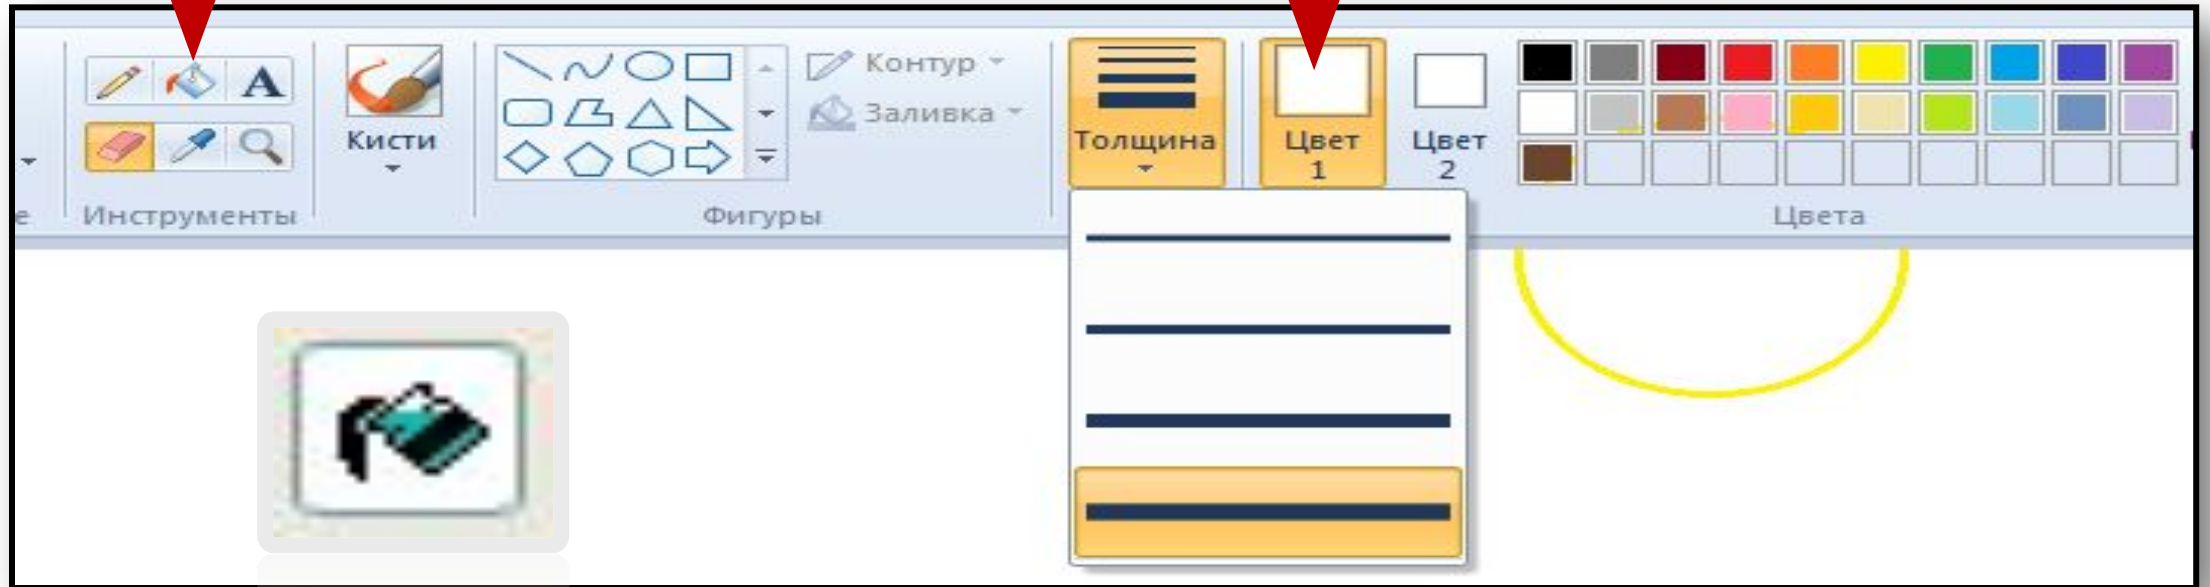 A
Кисти
Контур
Заливка
Толщина
Цвет
1
Цвет
2
е
Инструменты
Фигуры
Цвета